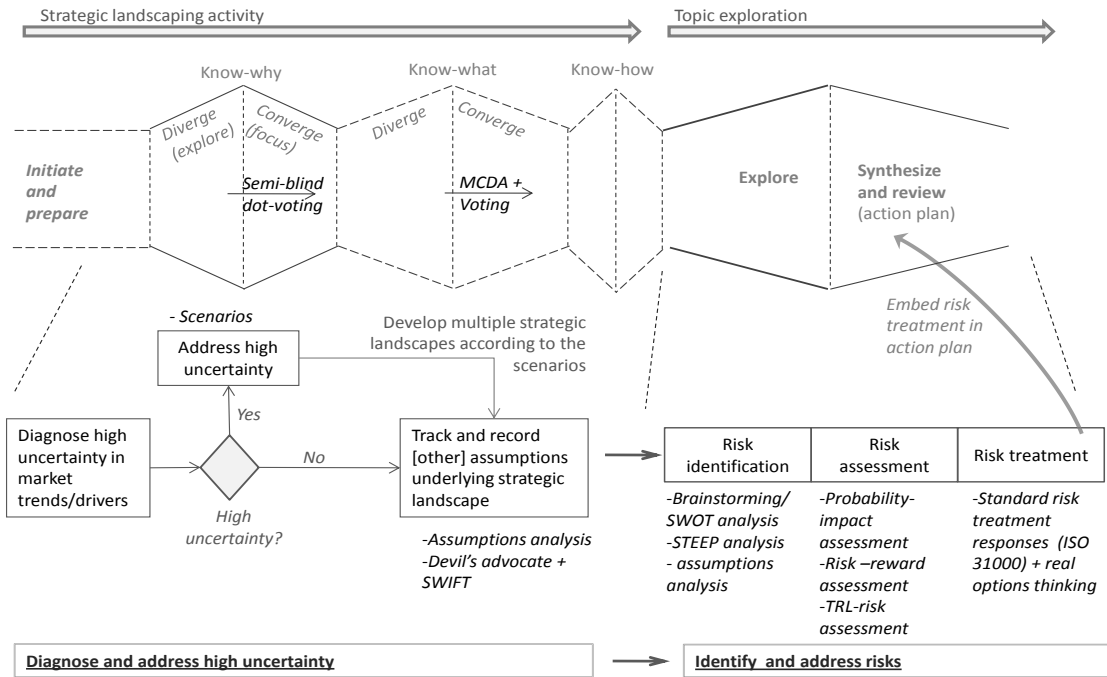 Strategic landscaping activity
Topic exploration
Know-why
Know-what
Know-how
Diverge
(explore)
Converge
(focus)
Diverge
Converge
Initiate
and
prepare
Semi-blind
dot-voting
MCDA +
Voting
Explore
Synthesize
and review
(action plan)
Embed risk
treatment in
action plan
- Scenarios
Address high
uncertainty
Develop multiple strategic
landscapes according to the
scenarios
Yes
Diagnose high
uncertainty in
market
trends/drivers
No
High
uncertainty?
Track and record
[other] assumptions
underlying strategic
landscape
-Assumptions analysis
-Devil's advocate +
SWIFT
Risk
identification
Risk
assessment
Risk treatment
-Brainstorming/
SWOT analysis
-STEEP analysis
- assumptions
analysis
-Probability-
impact
assessment
-Risk –reward
assessment
-TRL-risk
assessment
-Standard risk
treatment
responses (ISO
31000) + real
options thinking
Diagnose and address high uncertainty
Identify and address risks